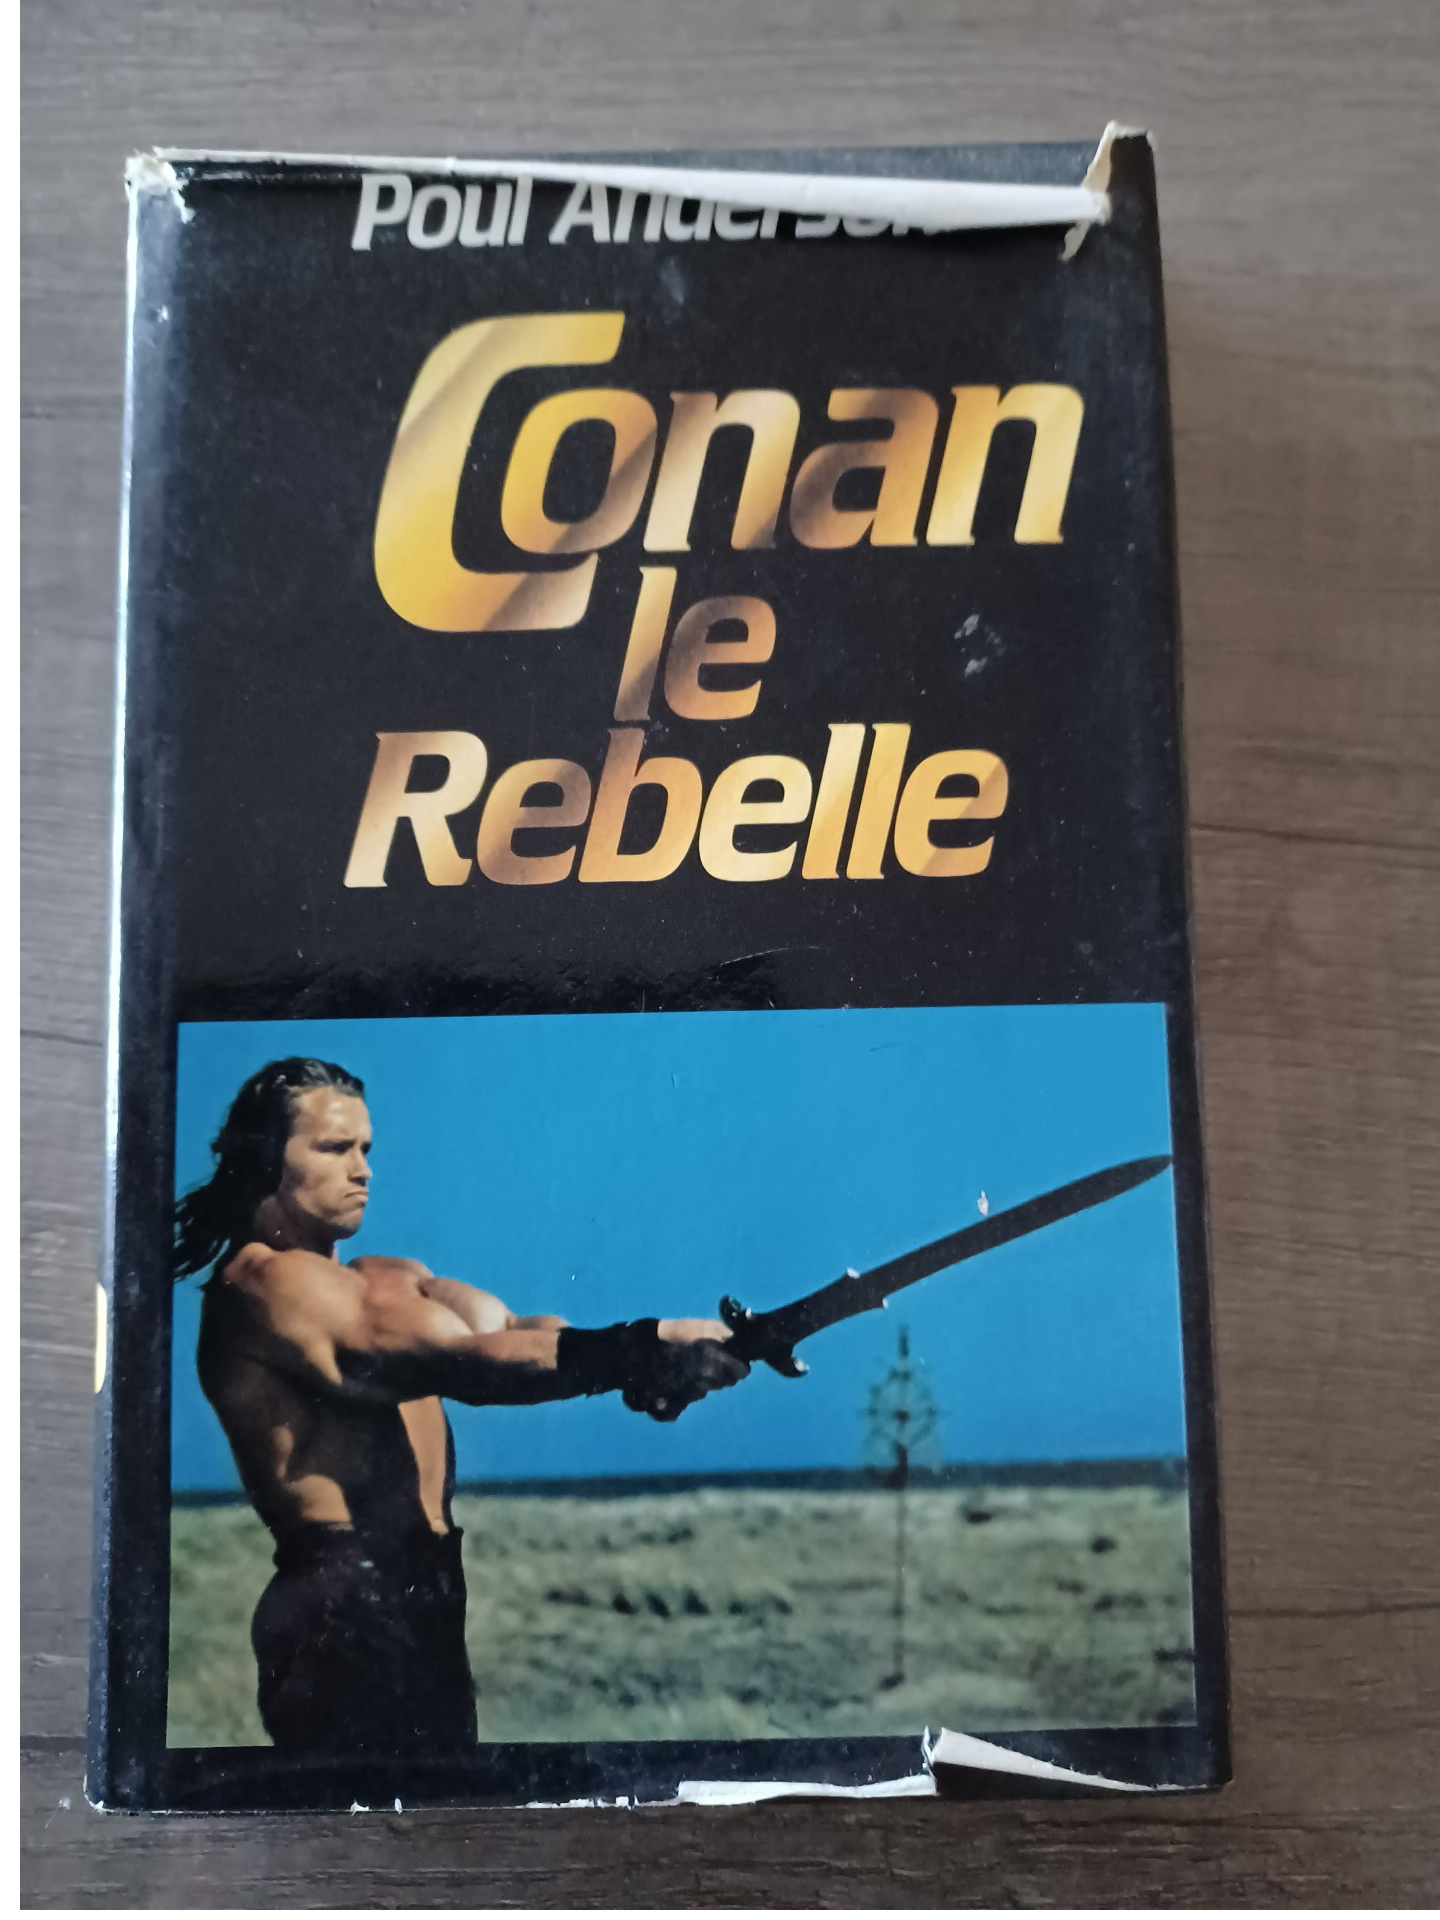 Poul Anderson
Conan
le
Rebelle